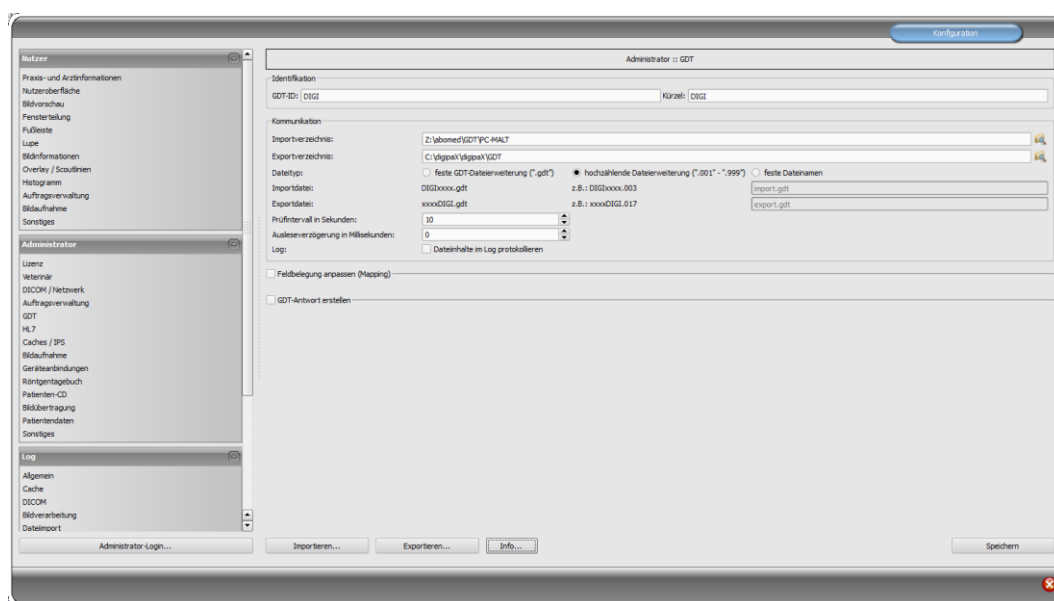 Konfiguration
Nutzer
Praxis- und Arztinformationen
Nutzeroberfläche
Bildvorschau
Fensterteilung
Fußleiste
Lupe
Bildinformationen
Overlay / Scoutlinien
Histogramm
Auftragsverwaltung
Bildaufnahme
Sonstiges
Administrator
Lizenz
Veterinär
DICOM / Netzwerk
Auftragsverwaltung
GDT
HL7
Caches / IPS
Bildaufnahme
Geräteanbindungen
Röntgentagebuch
Patienten-CD
Bildübertragung
Patientendaten
Sonstiges
Log
Allgemein
Cache
DICOM
Bildverarbeitung
Dateiimport
Administrator-Login...
Administrator :: GDT
Identifikation
GDT-ID: DIGI Kürzel: DIGI
Kommunikation
Importverzeichnis: Z:\abomed\GDT\PC-MALT
Exportverzeichnis: C:\digipaX\digipaX\GDT
Dateityp: feste GDT-Dateierweiterung (".gdt") hochzählende Dateierweiterung (".001" - ".999") feste Dateinamen
Importdatei: DIGIxxxx.gdt z.B.: DIGIxxxx.003 import.gdt
Exportdatei: xxxxDIGI.gdt z.B.: xxxxDIGI.017 export.gdt
Prüfintervall in Sekunden: 10
Ausleseverzögerung in Millisekunden: 0
Log: Dateiinhalte im Log protokollieren
Feldbelegung anpassen (Mapping)
GDT-Antwort erstellen
Importieren... Exportieren... Info... Speichern